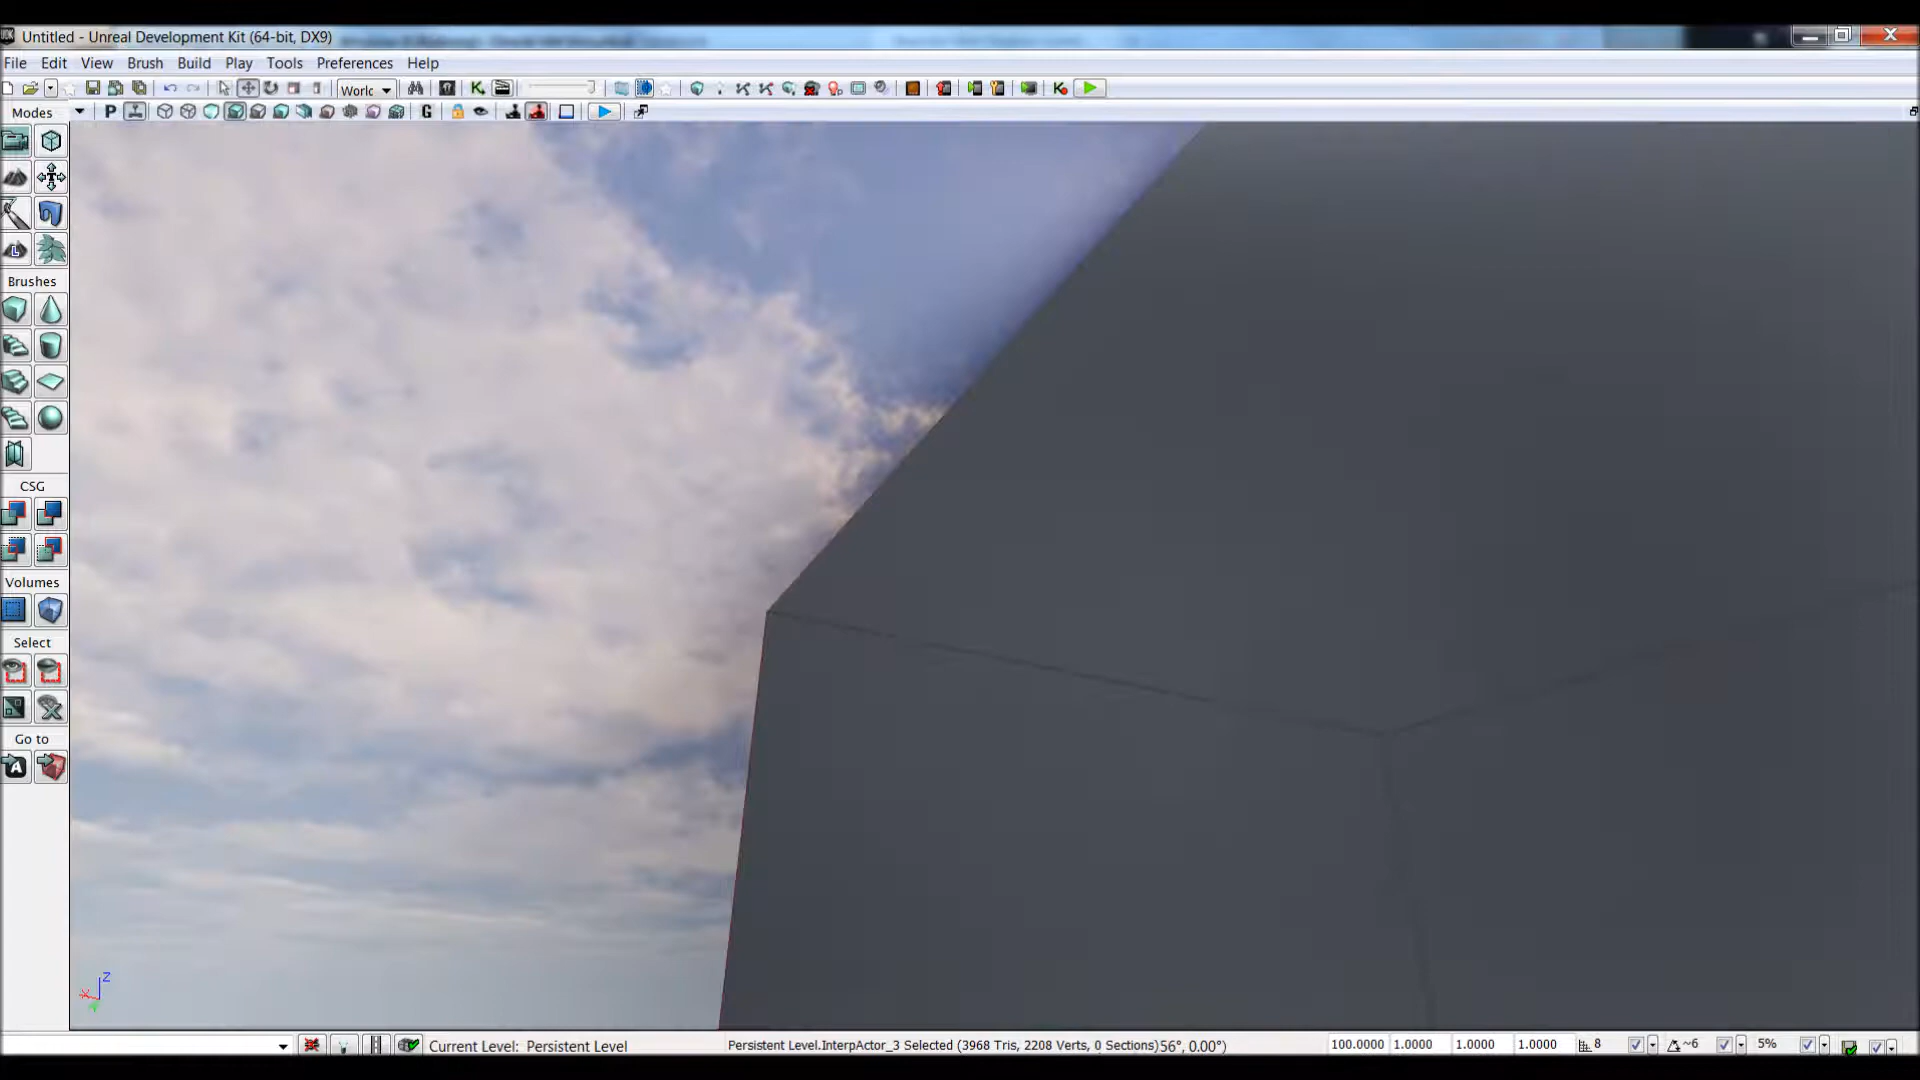 Untitled - Unreal Development Kit (64-bit, DX9)
File Edit View Brush Build Tools Play Preferences Help
Worlc
Modes
P
G
Brushes
CSG
Volumes
Select
Go to
A
Z
X
Current Level: Persistent Level
Persistent Level.InterpActor_3 Selected (3968 Tris, 2208 Verts, 0 Sections)56°, 0.00°)
100.0000 1.0000 1.0000 1.0000 8 ~6 5%